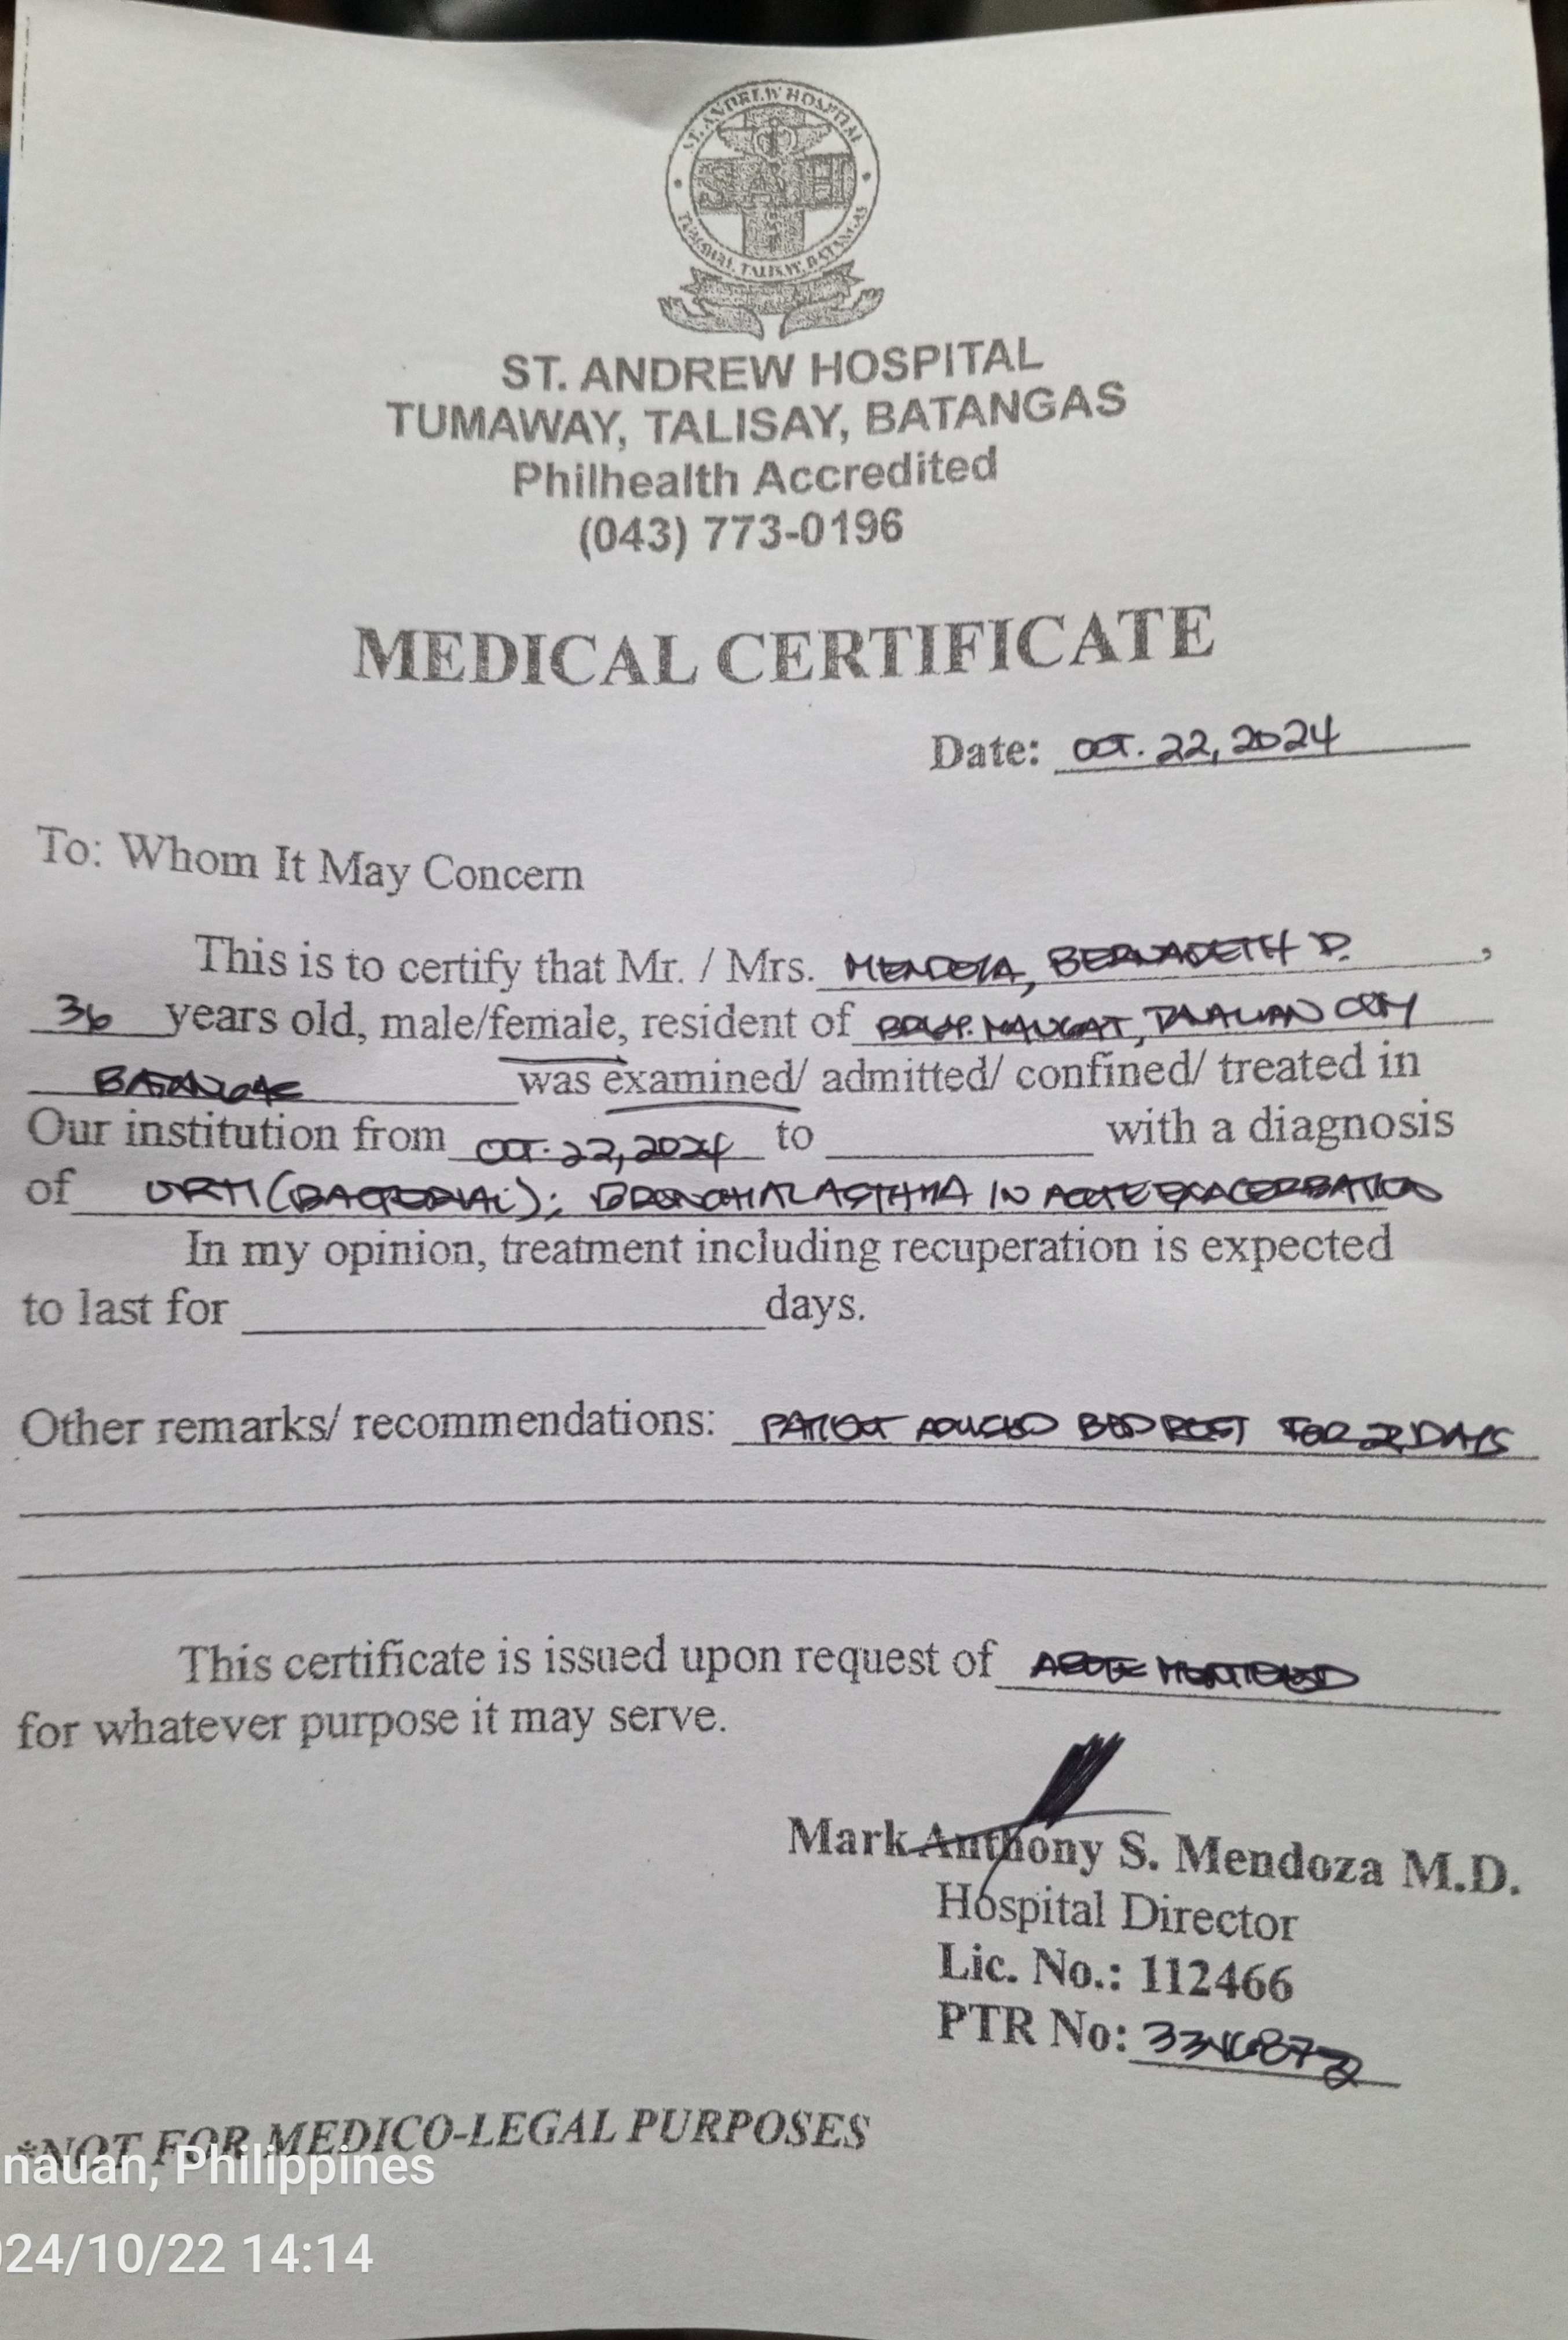 ST. ANDREW HOSPITAL
SAH
TUMAWAY, TALISAY, BATANGAS
ST. ANDREW HOSPITAL
TUMAWAY, TALISAY, BATANGAS
Philhealth Accredited
(043) 773-0196
MEDICAL CERTIFICATE
Date: OCT. 22, 2024
To: Whom It May Concern
This is to certify that Mr. / Mrs. MENDOZA, BERNADETH D.,
36 years old, male/female, resident of BRGY. TANAUAN CITY
BATANGAS was examined/ admitted/ confined/ treated in
Our institution from OCT. 22, 2024 to with a diagnosis
of URTI (BACTERIAL); BRONCHIAL ASTHMA IN ACUTE EXACERBATION
In my opinion, treatment including recuperation is expected
to last for days.
Other remarks/ recommendations: PATIENT ADVISED BED REST FOR DAYS
This certificate is issued upon request of ABOVE MENTIONED
for whatever purpose it may serve.
Mark Anthony S. Mendoza M.D.
Hospital Director
Lic. No.: 112466
PTR No:
*NOT FOR MEDICO-LEGAL PURPOSES
nauan, Philippines
024/10/22 14:14